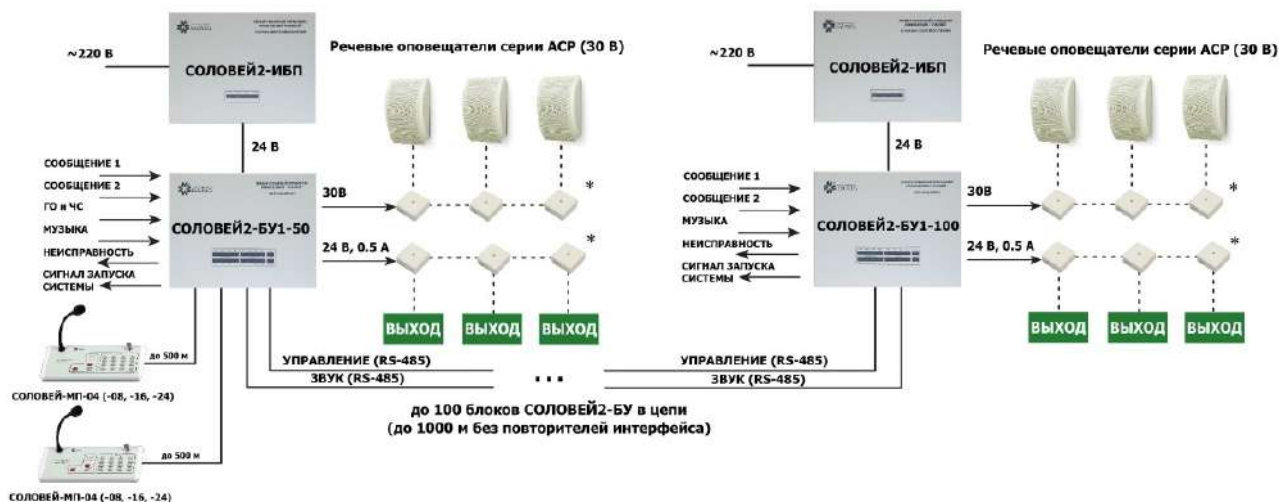 ~220 В
СОЛОВЕЙ2-ИБП
Речевые оповещатели серии АСР (30 В)
24 В
СООБЩЕНИЕ 1
СООБЩЕНИЕ 2
ГО и ЧС
МУЗЫКА
НЕИСПРАВНОСТЬ
СИГНАЛ ЗАПУСКА
СИСТЕМЫ
СОЛОВЕЙ2-БУ1-50
30В
*
24 В, 0.5 А
*
ВЫХОД
ВЫХОД
ВЫХОД
до 500 м
СОЛОВЕЙ-МП-04 (-08, -16, -24)
до 500 м
СОЛОВЕЙ-МП-04 (-08, -16, -24)
УПРАВЛЕНИЕ (RS-485)
ЗВУК (RS-485)
...
УПРАВЛЕНИЕ (RS-485)
ЗВУК (RS-485)
до 100 блоков СОЛОВЕЙ2-БУ в цепи
(до 1000 м без повторителей интерфейса)
~220 В
СОЛОВЕЙ2-ИБП
Речевые оповещатели серии АСР (30 В)
24 В
СООБЩЕНИЕ 1
СООБЩЕНИЕ 2
МУЗЫКА
НЕИСПРАВНОСТЬ
СИГНАЛ ЗАПУСКА
СИСТЕМЫ
СОЛОВЕЙ2-БУ1-100
30В
*
24 В, 0.5 А
*
ВЫХОД
ВЫХОД
ВЫХОД